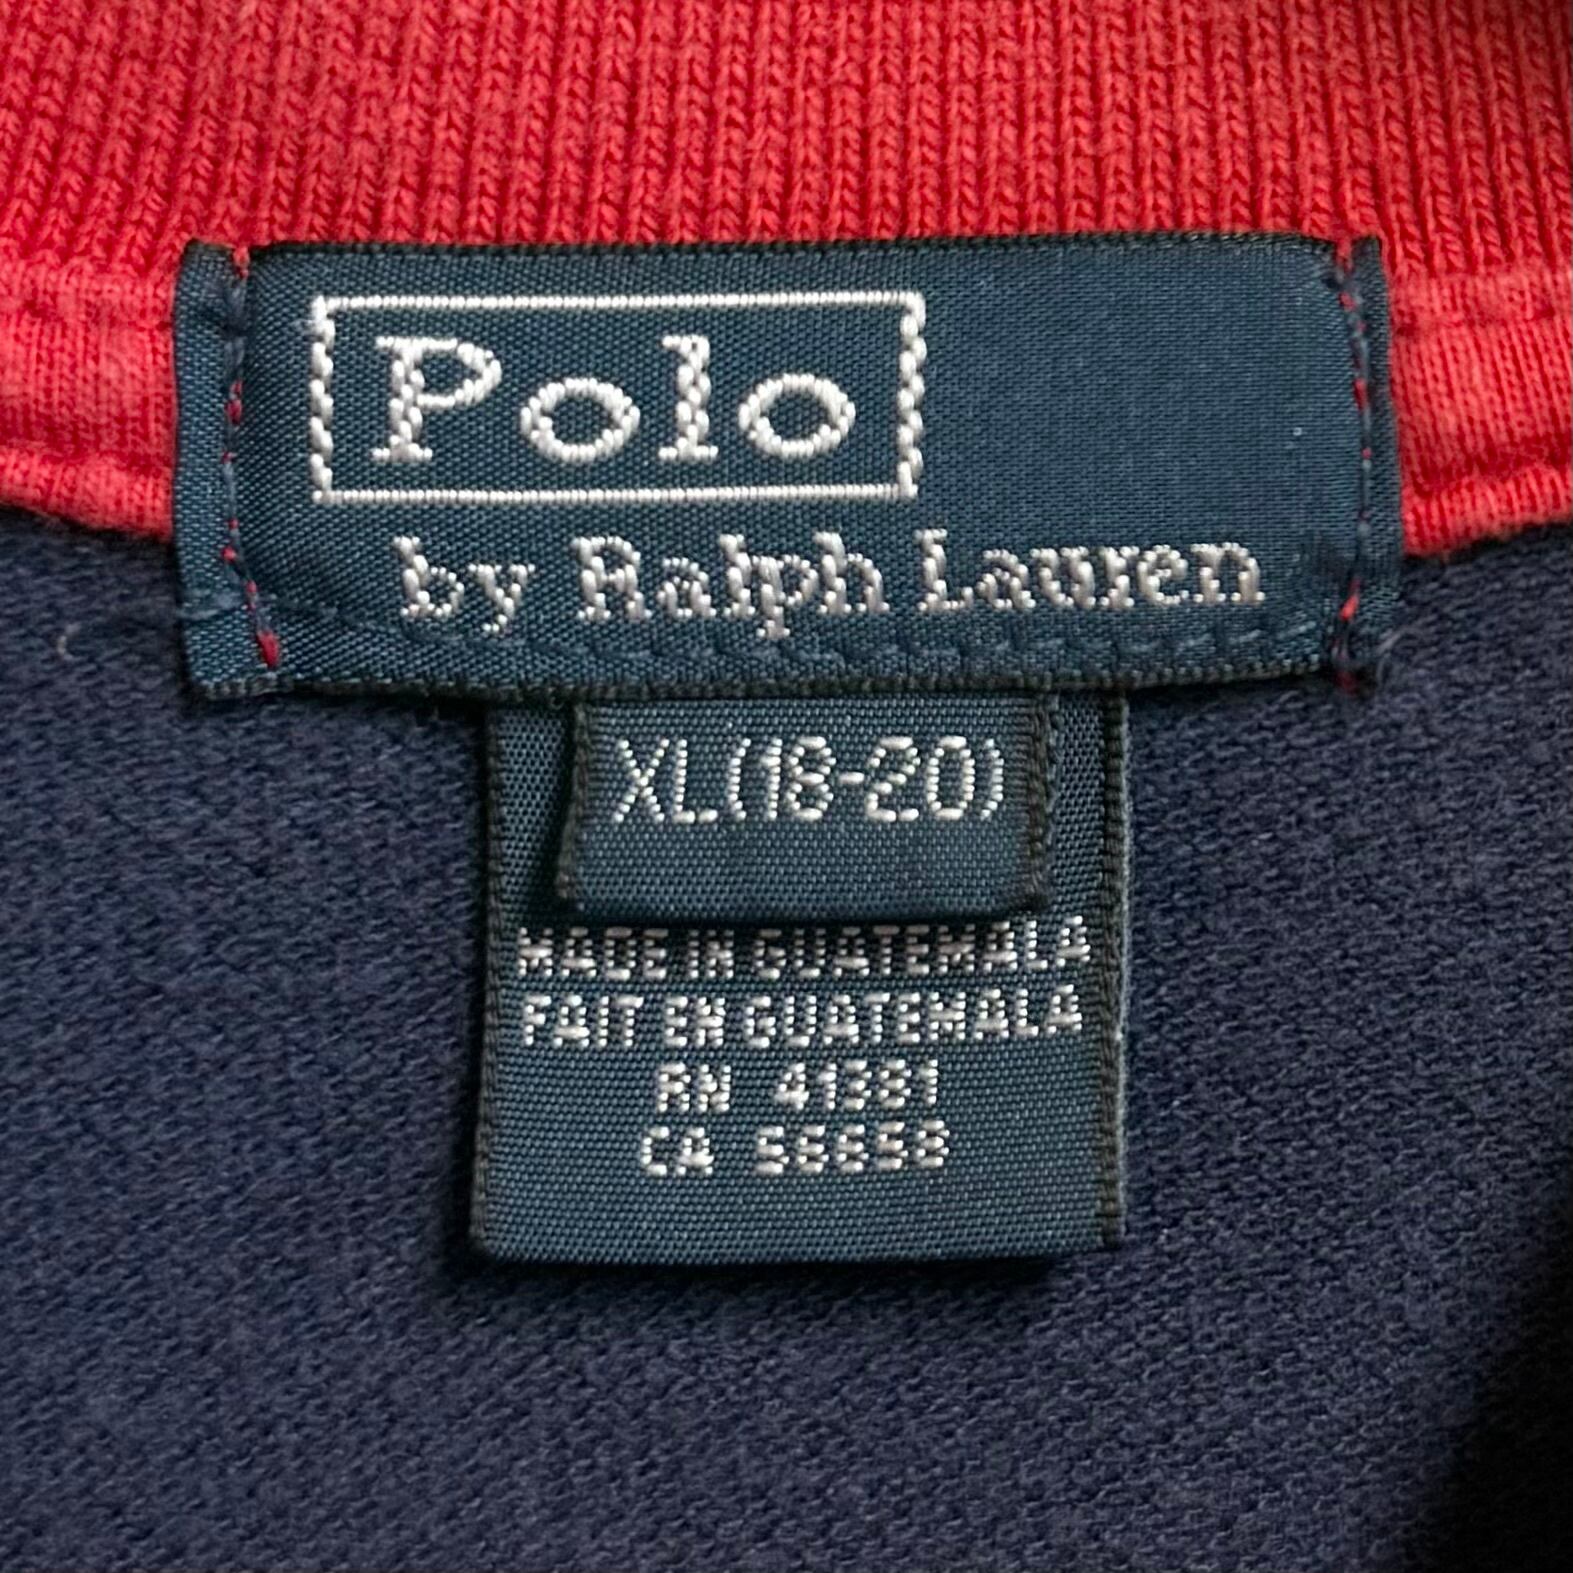 Polo
by Ralph Lauren
XL(18-20)
MADE IN GUATEMALA
FAIT EN GUATEMALA
RN 41381
CA 56658